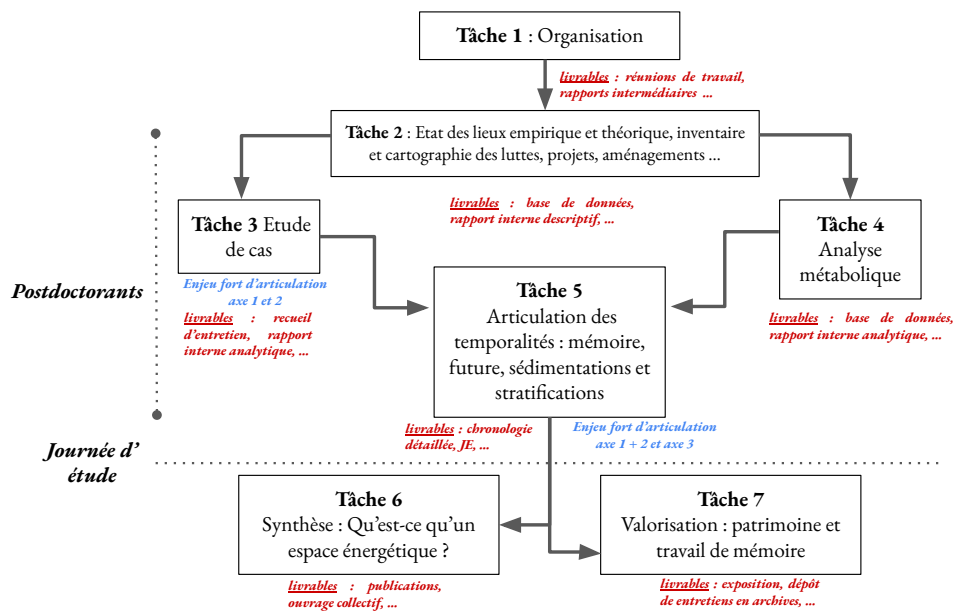 Tâche 1 : Organisation
livrables : réunions de travail,
rapports intermédiaires ...
Tâche 2 : Etat des lieux empirique et théorique, inventaire
et cartographie des luttes, projets, aménagements ...
livrables : base de données,
rapport interne descriptif, ...
Tâche 3 Etude
de cas
Enjeu fort d'articulation
axe 1 et 2
livrables : recueil
d'entretien, rapport
interne analytique, ...
Tâche 4
Analyse
métabolique
livrables : base de données,
rapport interne analytique, ...
Postdoctorants
Tâche 5
Articulation des
temporalités : mémoire,
future, sédimentations et
stratifications
livrables : chronologie
détaillée, JE, ...
Enjeu fort d'articulation
axe 1 + 2 et axe 3
Journée d'
étude
Tâche 6
Synthèse : Qu'est-ce qu'un
espace énergétique ?
livrables : publications,
ouvrage collectif, ...
Tâche 7
Valorisation : patrimoine et
travail de mémoire
livrables : exposition, dépôt
de entretiens en archives, ...